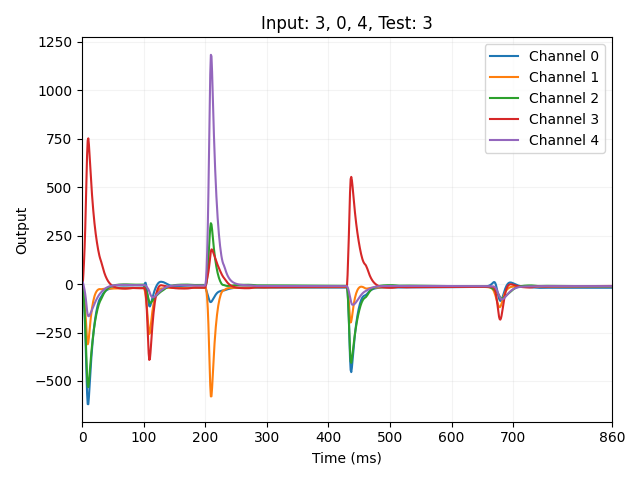 Input: 3, 0, 4, Test: 3
1250
1000
750
500
250
0
−250
−500
Output
Channel 0
Channel 1
Channel 2
Channel 3
Channel 4
0 100 200 300 400 500 600 700 860
Time (ms)